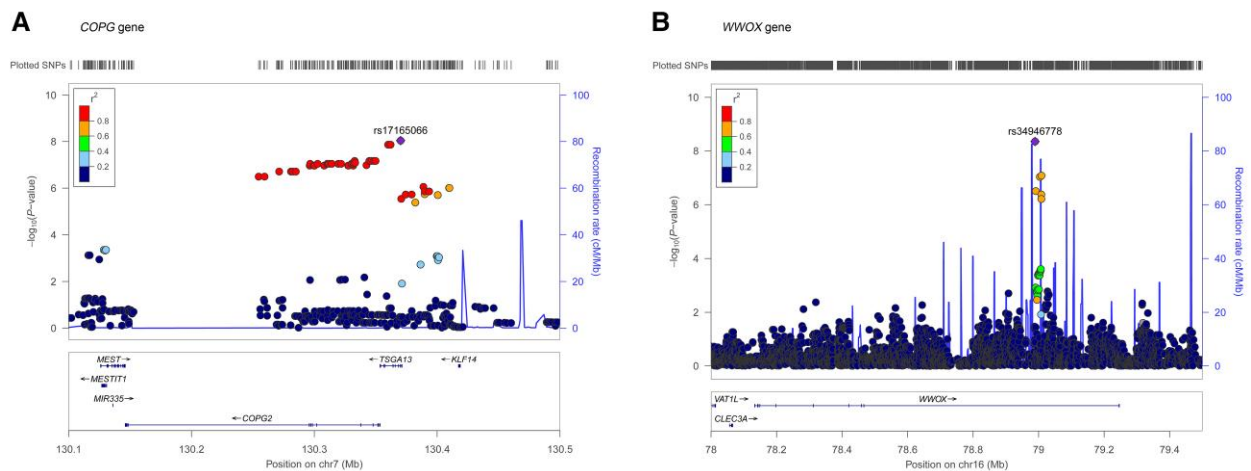 A
COPG gene
Plotted SNPs
10
8
6
4
2
0
−log10(P−value)
r2
0.8
0.6
0.4
0.2
rs17165066
100
80
60
40
20
0
Recombination rate (cM/Mb)
MEST→
←TSGA13
←KLF14
←MESTIT1
MIR335→
←COPG2
130.1 130.2 130.3 130.4 130.5
Position on chr7 (Mb)
B
WWOX gene
Plotted SNPs
10
8
6
4
2
0
−log10(P−value)
r2
0.8
0.6
0.4
0.2
rs34946778
100
80
60
40
20
0
Recombination rate (cM/Mb)
VAT1L→
WWOX→
CLEC3A→
78 78.2 78.4 78.6 78.8 79 79.2 79.4
Position on chr16 (Mb)